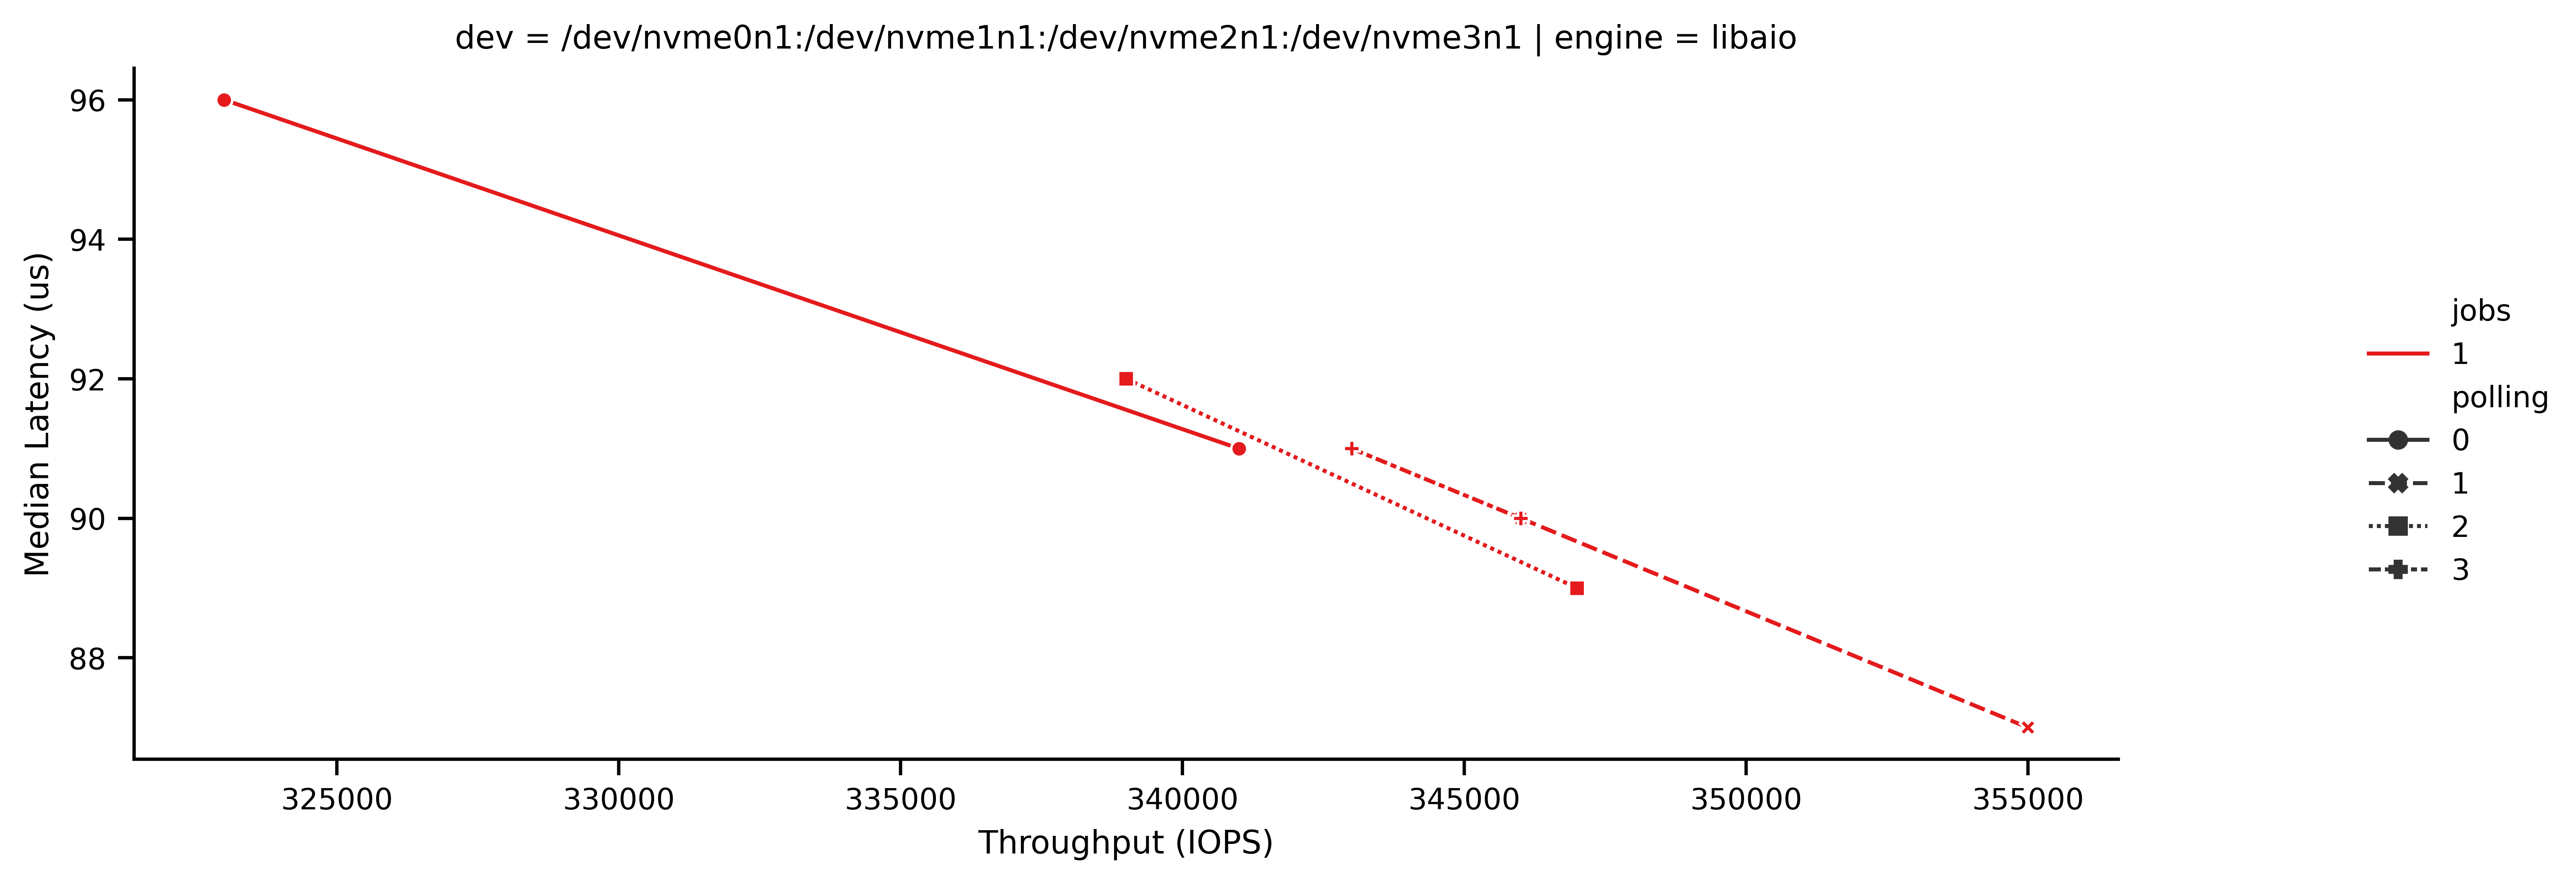 dev = /dev/nvme0n1:/dev/nvme1n1:/dev/nvme2n1:/dev/nvme3n1 | engine = libaio
96
94
92
90
88
Median Latency (us)
325000 330000 335000 340000 345000 350000 355000
Throughput (IOPS)
jobs
1
polling
0
1
2
3